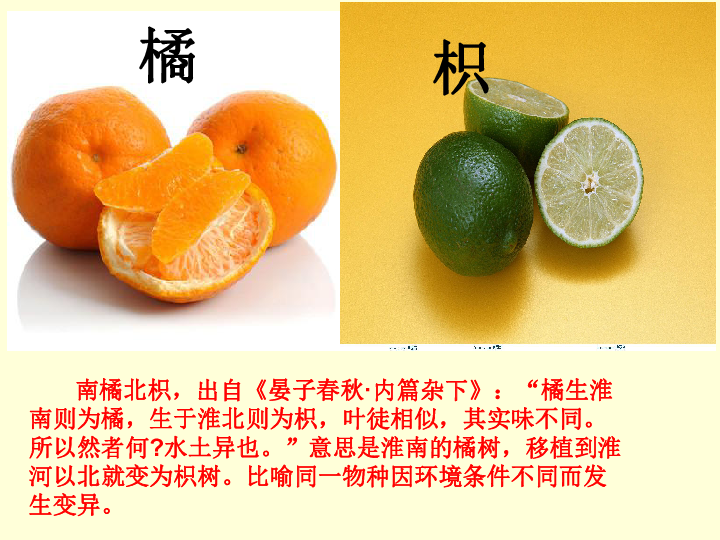 橘
枳
南橘北枳，出自《晏子春秋·内篇杂下》：“橘生淮
南则为橘，生于淮北则为枳，叶徒相似，其实味不同。
所以然者何?水土异也。”意思是淮南的橘树，移植到淮
河以北就变为枳树。比喻同一物种因环境条件不同而发
生变异。